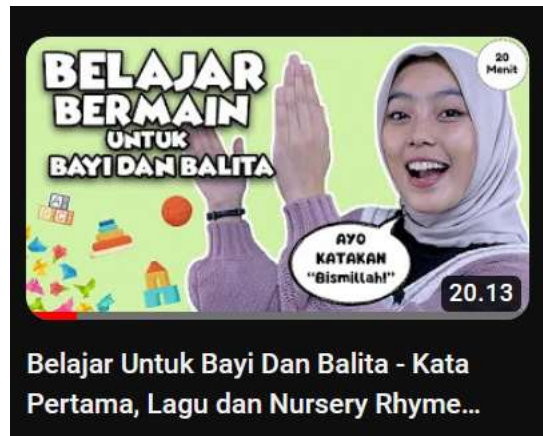 BELAJAR
BERMAIN
UNTUK
BAYI DAN BALITA
20
Menit
AYO
KATAKAN
"Bismillah!"
20.13
Belajar Untuk Bayi Dan Balita - Kata
Pertama, Lagu dan Nursery Rhyme...